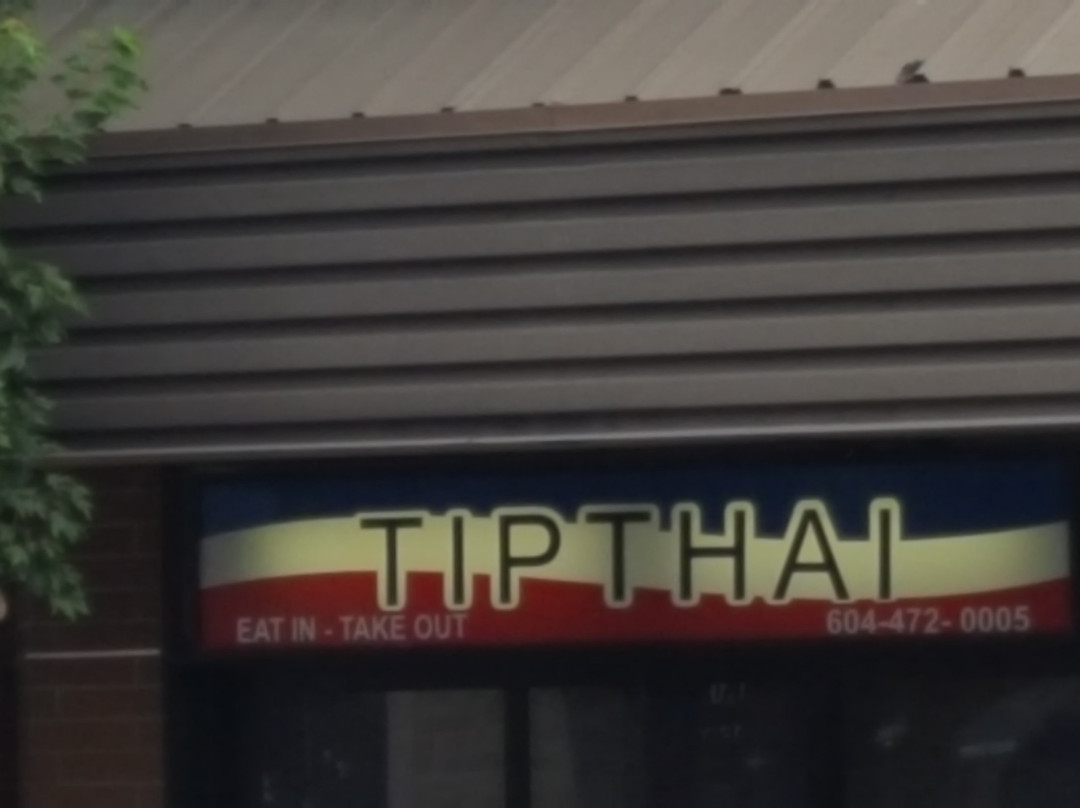 TIPTHAI
EAT IN - TAKE OUT
604-472- 0005